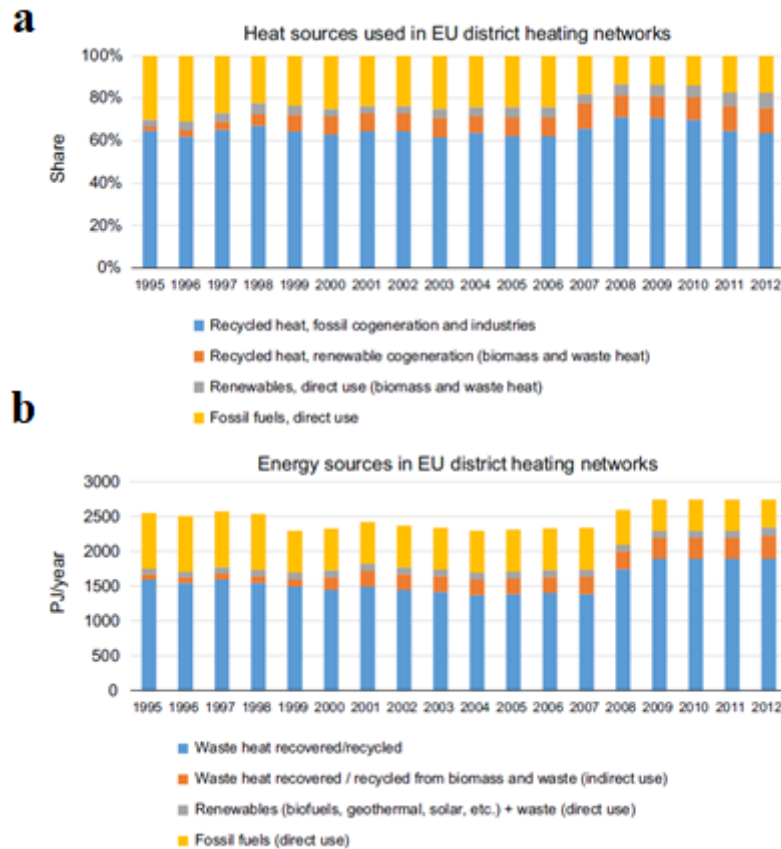 a
Heat sources used in EU district heating networks
100%
80%
60%
40%
20%
0%
Share
1995 1996 1997 1998 1999 2000 2001 2002 2003 2004 2005 2006 2007 2008 2009 2010 2011 2012
Recycled heat, fossil cogeneration and industries
Recycled heat, renewable cogeneration (biomass and waste heat)
Renewables, direct use (biomass and waste heat)
Fossil fuels, direct use
b
Energy sources in EU district heating networks
3000
2500
2000
1500
1000
500
0
PJ/year
1995 1996 1997 1998 1999 2000 2001 2002 2003 2004 2005 2006 2007 2008 2009 2010 2011 2012
Waste heat recovered/recycled
Waste heat recovered / recycled from biomass and waste (indirect use)
Renewables (biofuels, geothermal, solar, etc.) + waste (direct use)
Fossil fuels (direct use)